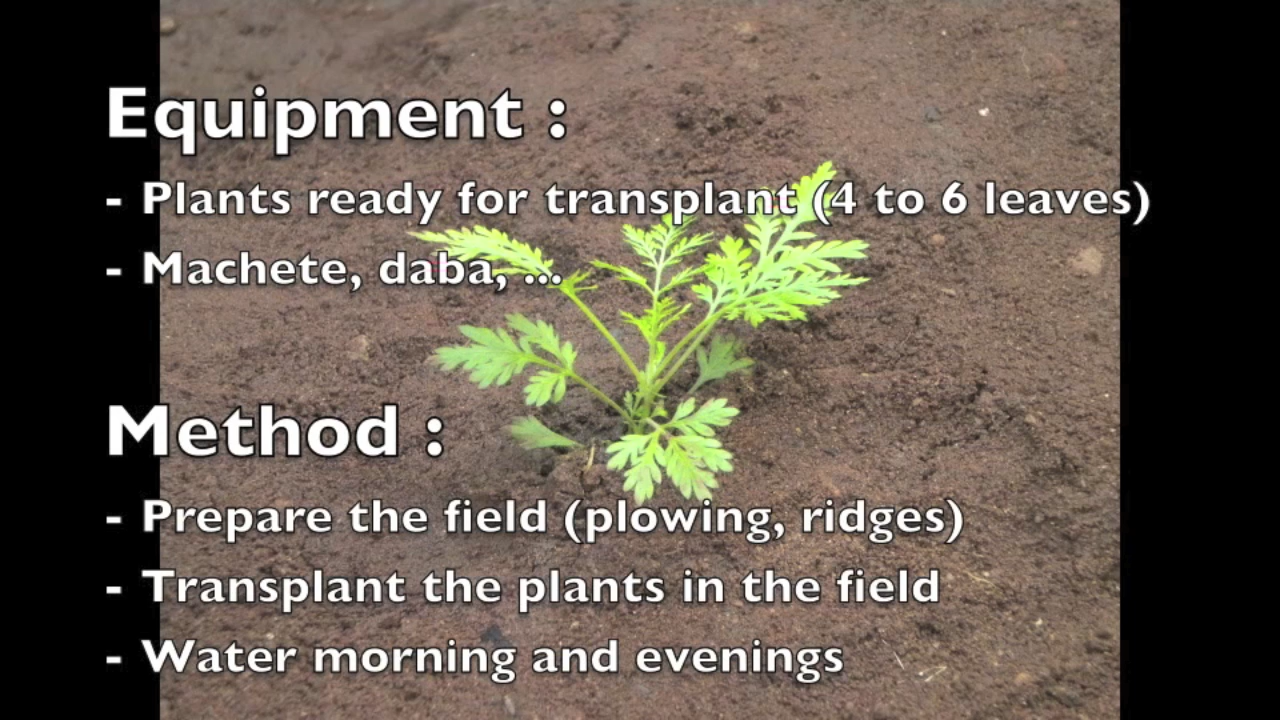 Equipment :
- Plants ready for transplant (4 to 6 leaves)
- Machete, daba, ...
Method :
- Prepare the field (plowing, ridges)
- Transplant the plants in the field
- Water morning and evenings